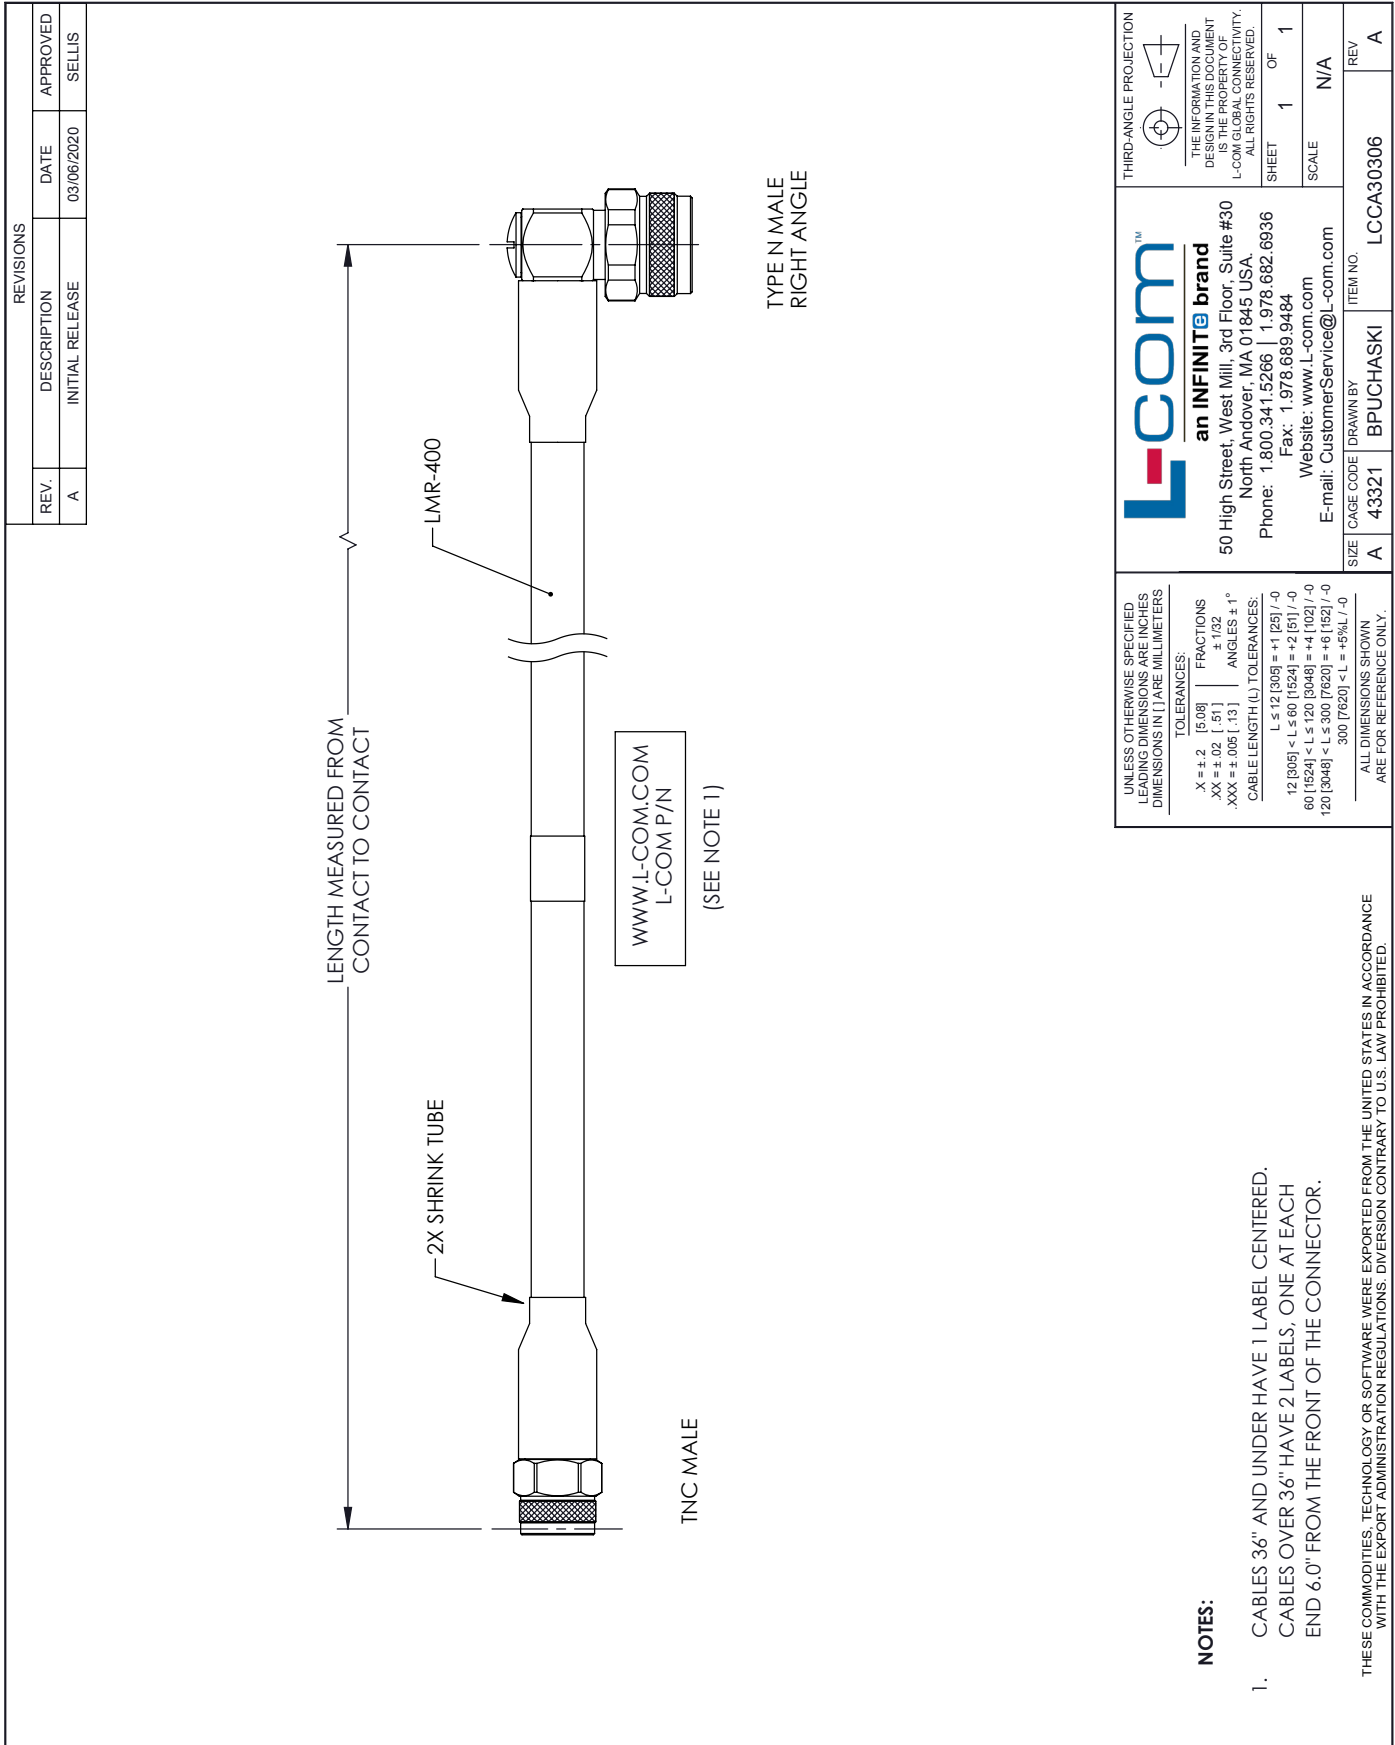 REVISIONS
REV. DESCRIPTION DATE APPROVED
A INITIAL RELEASE 03/06/2020 SELLIS
LENGTH MEASURED FROM
CONTACT TO CONTACT
2X SHRINK TUBE
LMR-400
WWW.L-COM.COM
L-COM P/N
(SEE NOTE 1)
TNC MALE
TYPE N MALE
RIGHT ANGLE
NOTES:
1. CABLES 36" AND UNDER HAVE 1 LABEL CENTERED.
CABLES OVER 36" HAVE 2 LABELS, ONE AT EACH
END 6.0" FROM THE FRONT OF THE CONNECTOR.
THESE COMMODITIES, TECHNOLOGY OR SOFTWARE WERE EXPORTED FROM THE UNITED STATES IN ACCORDANCE
WITH THE EXPORT ADMINISTRATION REGULATIONS. DIVERSION CONTRARY TO U.S. LAW PROHIBITED.
UNLESS OTHERWISE SPECIFIED
LEADING DIMENSIONS ARE INCHES
DIMENSIONS IN [ ] ARE MILLIMETERS
TOLERANCES:
.X = ± .2 [5.08] FRACTIONS
.XX = ± .02 [ .51 ] ± 1/32
.XXX = ± .005 [ .13 ] ANGLES ± 1°
CABLE LENGTH (L) TOLERANCES:
L ≤ 12 [305] = +1 [25] / -0
12 [305] < L ≤ 60 [1524] = +2 [51] / -0
60 [1524] < L ≤ 120 [3048] = +4 [102] / -0
120 [3048] < L ≤ 300 [7620] = +6 [152] / -0
300 [7620] < L = +5%L / -0
ALL DIMENSIONS SHOWN
ARE FOR REFERENCE ONLY.
L-com™
an INFINITe brand
50 High Street, West Mill, 3rd Floor, Suite #30
North Andover, MA 01845 USA.
Phone: 1.800.341.5266 | 1.978.682.6936
Fax: 1.978.689.9484
Website: www.L-com.com
E-mail: CustomerService@L-com.com
THIRD-ANGLE PROJECTION
THE INFORMATION AND
DESIGN IN THIS DOCUMENT
IS THE PROPERTY OF
L-COM GLOBAL CONNECTIVITY.
ALL RIGHTS RESERVED.
SHEET 1 OF 1
SCALE N/A
SIZE A
CAGE CODE 43321
DRAWN BY BPUCHASKI
ITEM NO. LCCA30306
REV A